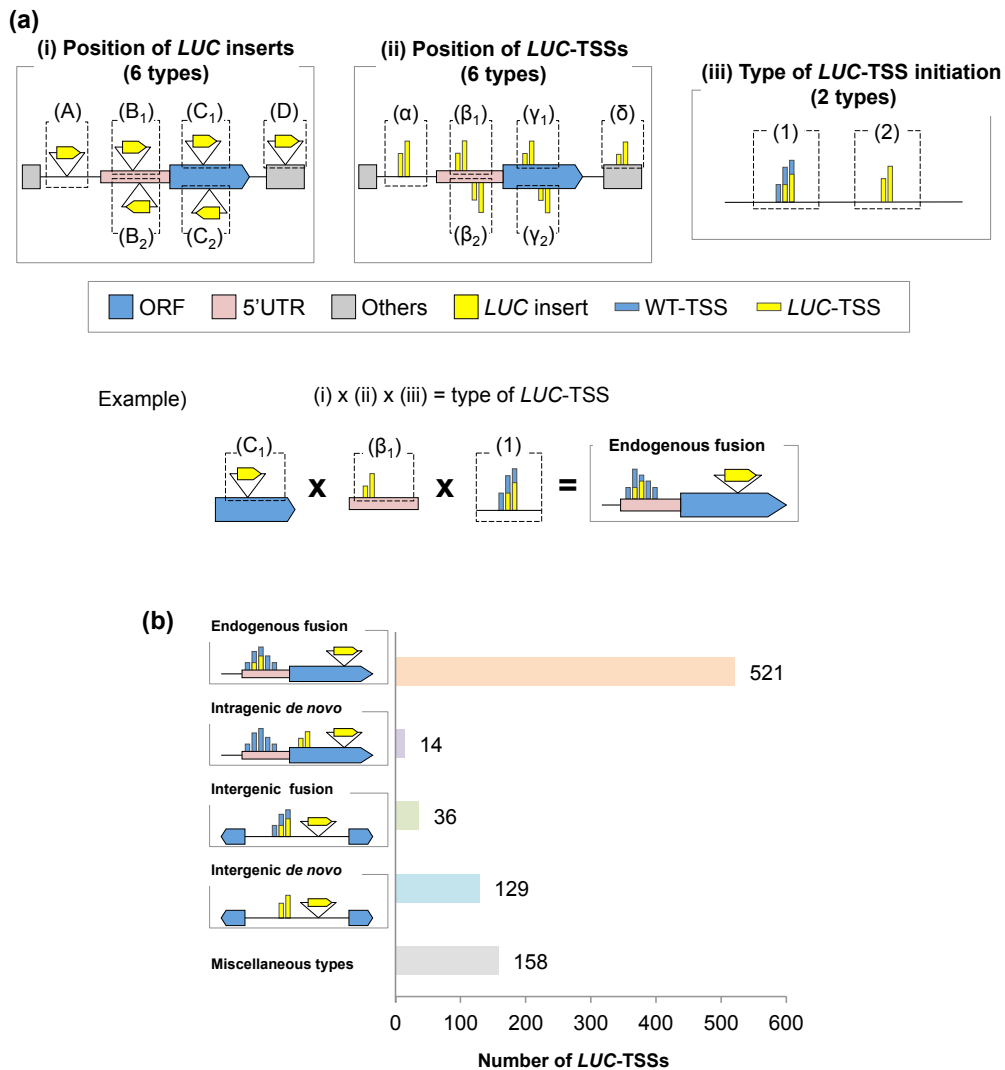 (a)
(i) Position of LUC inserts
(6 types)
(A)
(B₁)
(C₁)
(D)
(B₂)
(C₂)
(ii) Position of LUC-TSSs
(6 types)
(α)
(β₁)
(γ₁)
(δ)
(β₂)
(γ₂)
(iii) Type of LUC-TSS initiation
(2 types)
(1)
(2)
ORF
5'UTR
Others
LUC insert
WT-TSS
LUC-TSS
Example)
(i) x (ii) x (iii) = type of LUC-TSS
(C₁)
x
(β₁)
x
(1)
=
Endogenous fusion
(b)
Endogenous fusion
521
Intragenic de novo
14
Intergenic fusion
36
Intergenic de novo
129
Miscellaneous types
158
0 100 200 300 400 500 600
Number of LUC-TSSs